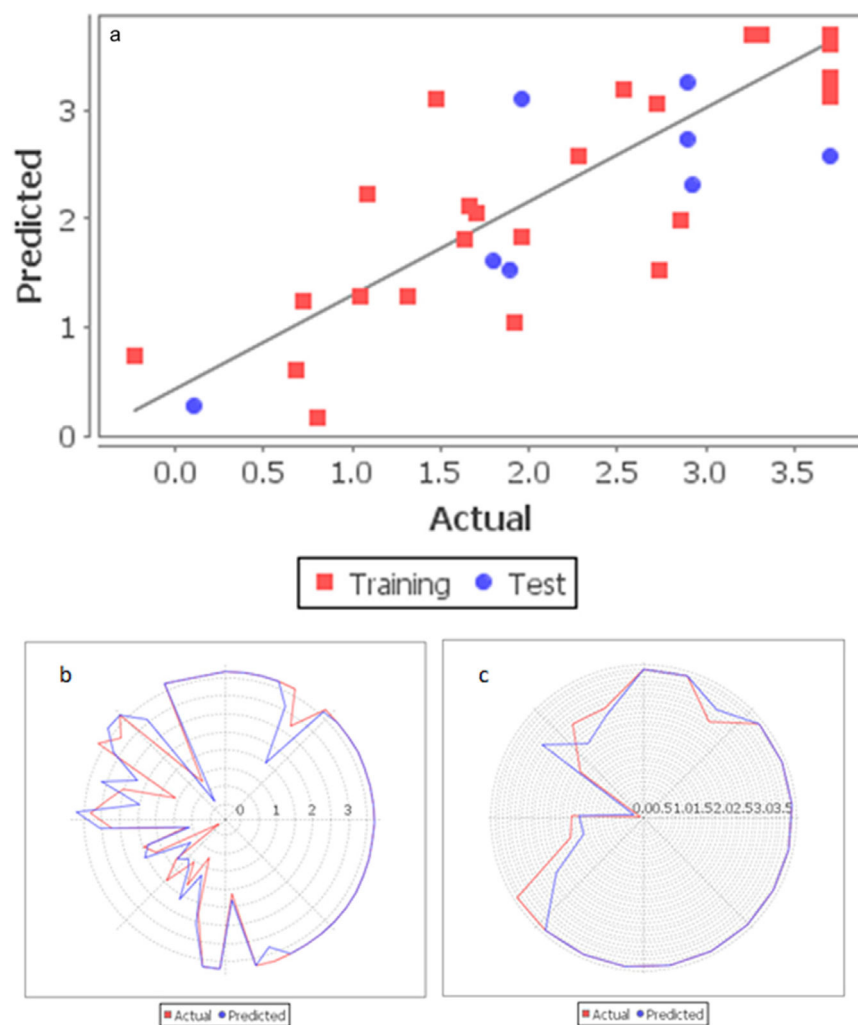 a
3
2
1
0
Predicted
0.0 0.5 1.0 1.5 2.0 2.5 3.0 3.5
Actual
Training Test
b
0 1 2 3
Actual Predicted
c
0.00.51.01.52.02.53.03.5
Actual Predicted